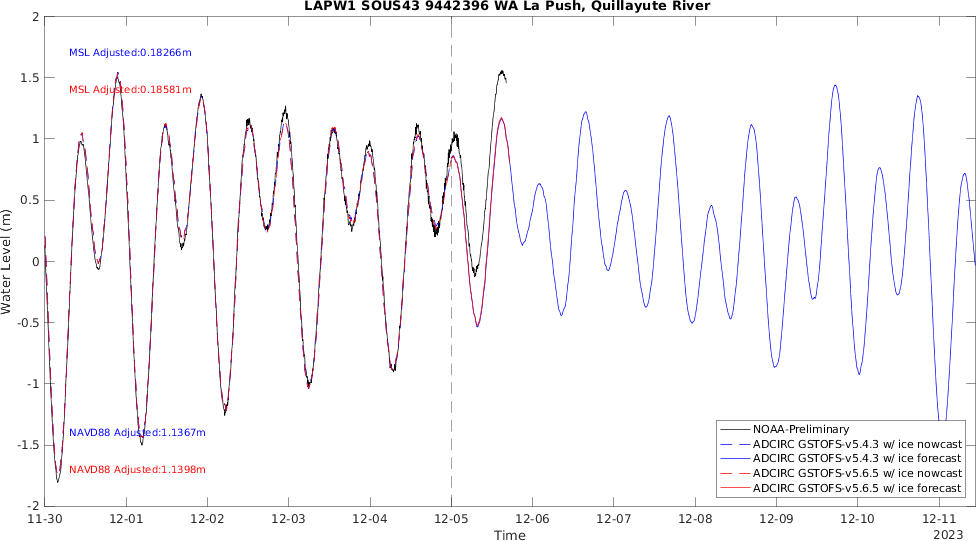 LAPW1 SOUS43 9442396 WA La Push, Quillayute River
MSL Adjusted:0.18266m
MSL Adjusted:0.18581m
NAVD88 Adjusted:1.1367m
NAVD88 Adjusted:1.1398m
Water Level (m)
2
1.5
1
0.5
0
-0.5
-1
-1.5
-2
NOAA-Preliminary
ADCIRC GSTOFS-v5.4.3 w/ ice nowcast
ADCIRC GSTOFS-v5.4.3 w/ ice forecast
ADCIRC GSTOFS-v5.6.5 w/ ice nowcast
ADCIRC GSTOFS-v5.6.5 w/ ice forecast
11-30 12-01 12-02 12-03 12-04 12-05 12-06 12-07 12-08 12-09 12-10 12-11
Time
2023